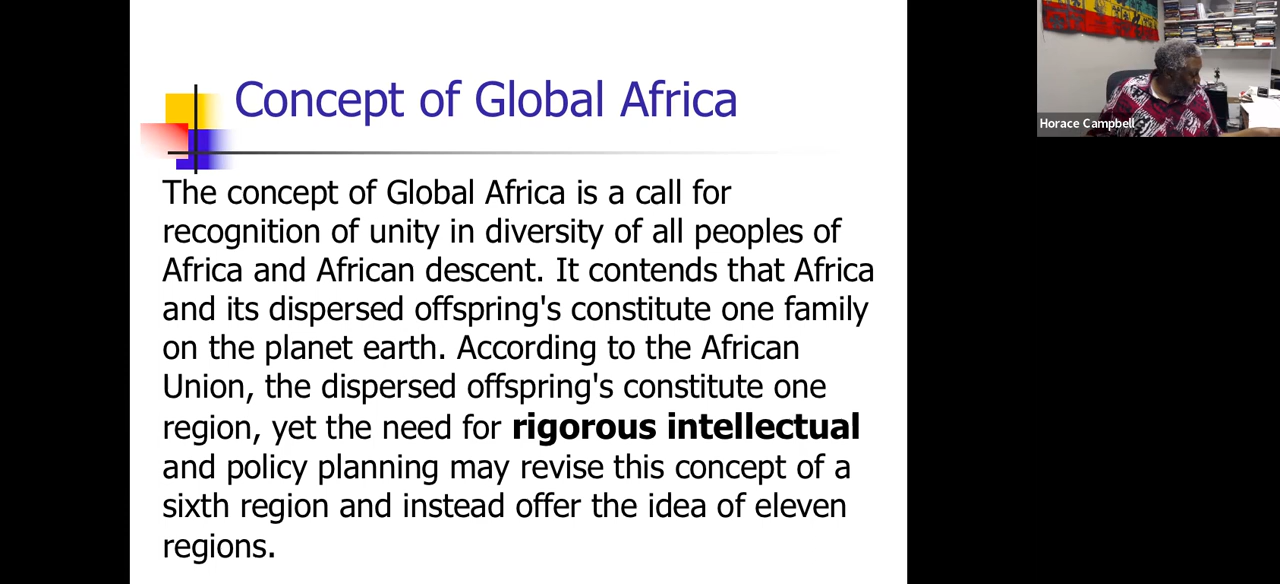 Concept of Global Africa
The concept of Global Africa is a call for
recognition of unity in diversity of all peoples of
Africa and African descent. It contends that Africa
and its dispersed offspring's constitute one family
on the planet earth. According to the African
Union, the dispersed offspring's constitute one
region, yet the need for rigorous intellectual
and policy planning may revise this concept of a
sixth region and instead offer the idea of eleven
regions.
Horace Campbell